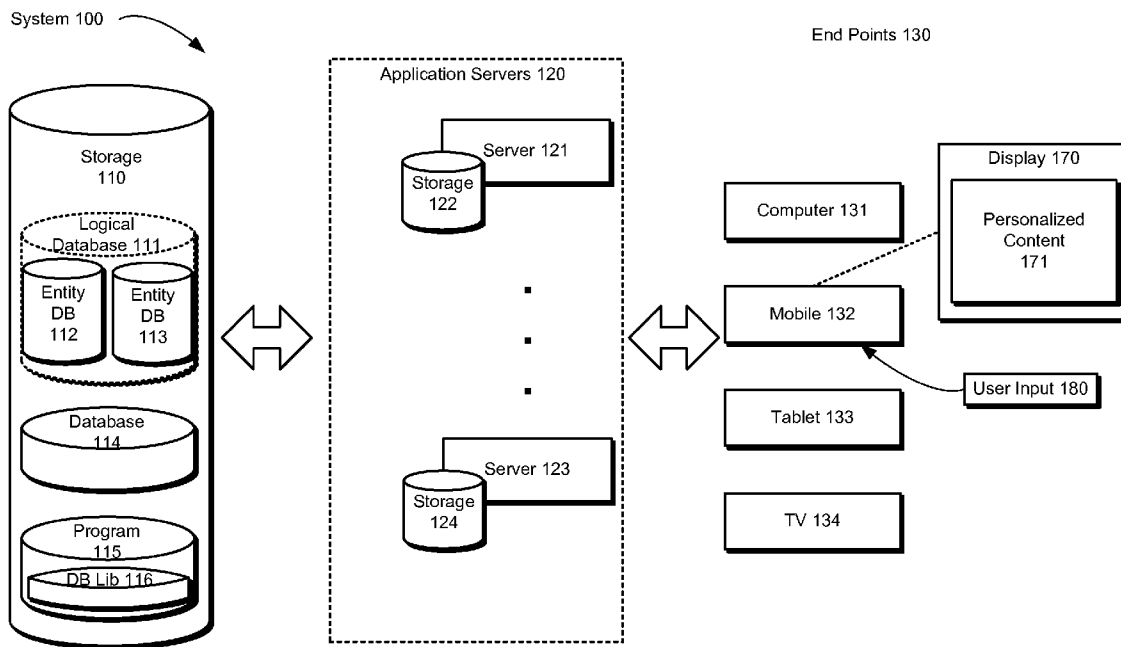 System 100
End Points 130
Storage
110
Logical
Database 111
Entity
DB
112
Entity
DB
113
Database
114
Program
115
DB Lib 116
Application Servers 120
Server 121
Storage
122
Server 123
Storage
124
Computer 131
Mobile 132
Tablet 133
TV 134
Display 170
Personalized
Content
171
User Input 180